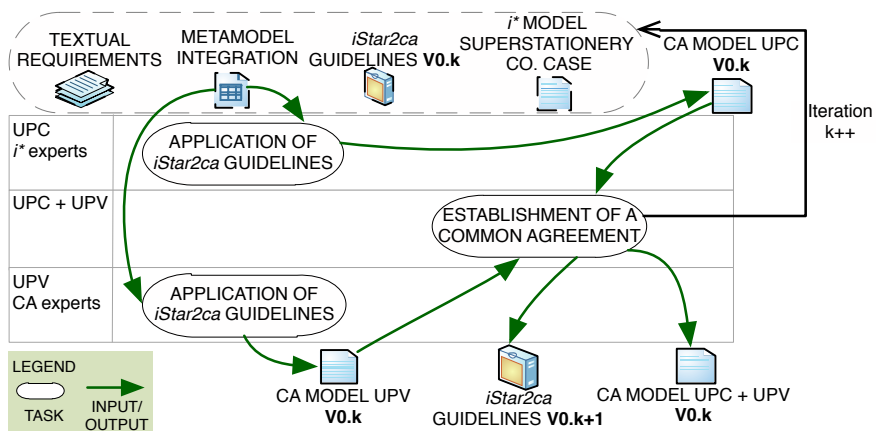 TEXTUAL
REQUIREMENTS
METAMODEL
INTEGRATION
iStar2ca
GUIDELINES V0.k
i* MODEL
SUPERSTATIONERY
CO. CASE
CA MODEL UPC
V0.k
Iteration
k++
UPC
i* experts
APPLICATION OF
iStar2ca GUIDELINES
UPC + UPV
ESTABLISHMENT OF A
COMMON AGREEMENT
UPV
CA experts
APPLICATION OF
iStar2ca GUIDELINES
LEGEND
TASK
INPUT/
OUTPUT
CA MODEL UPV
V0.k
iStar2ca
GUIDELINES V0.k+1
CA MODEL UPC + UPV
V0.k